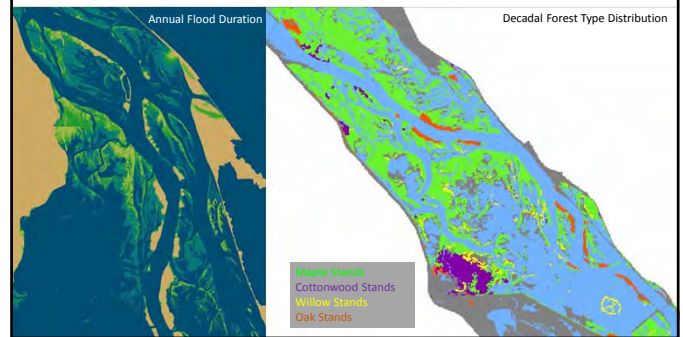 Annual Flood Duration
Decadal Forest Type Distribution
Maple Stands
Cottonwood Stands
Willow Stands
Oak Stands